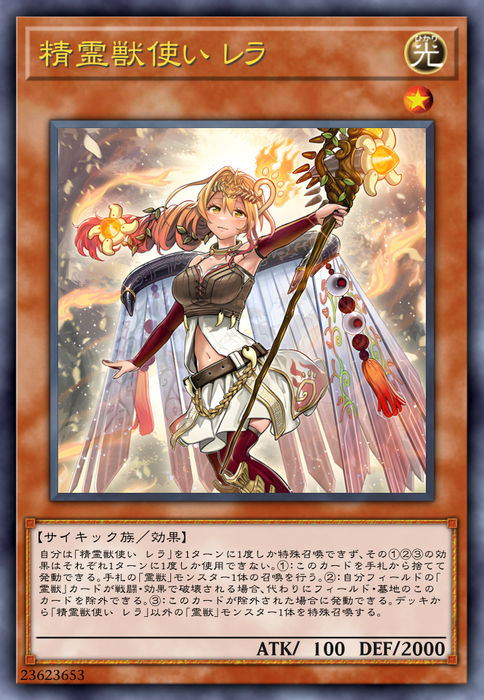 精霊獣使い レラ
ひかり
光
【サイキック族/効果】
自分は「精霊獣使い レラ」を1ターンに1度しか特殊召喚できず、その①②③の効
果はそれぞれ1ターンに1度しか使用できない。①:このカードを手札から捨てて
発動できる。手札の「霊獣」モンスター1体の召喚を行う。②:自分フィールドの「
霊獣」カードが戦闘・効果で破壊される場合、代わりにフィールド・墓地のこの
カードを除外できる。③:このカードが除外された場合に発動できる。デッキか
ら「精霊獣使い レラ」以外の「霊獣」モンスター1体を特殊召喚する。
ATK/ 100 DEF/2000
23623653